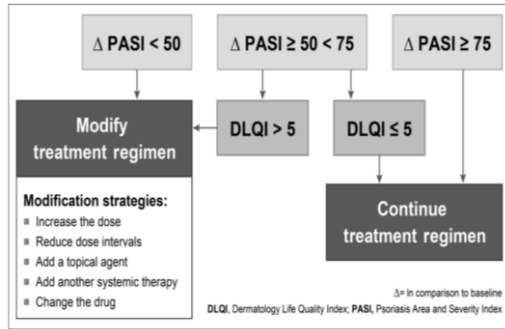 Δ PASI < 50
Δ PASI ≥ 50 < 75
Δ PASI ≥ 75
DLQI > 5
DLQI ≤ 5
Modify
treatment regimen
Modification strategies:
■ Increase the dose
■ Reduce dose intervals
■ Add a topical agent
■ Add another systemic therapy
■ Change the drug
Continue
treatment regimen
Δ= In comparison to baseline
DLQI, Dermatology Life Quality Index; PASI, Psoriasis Area and Severity Index